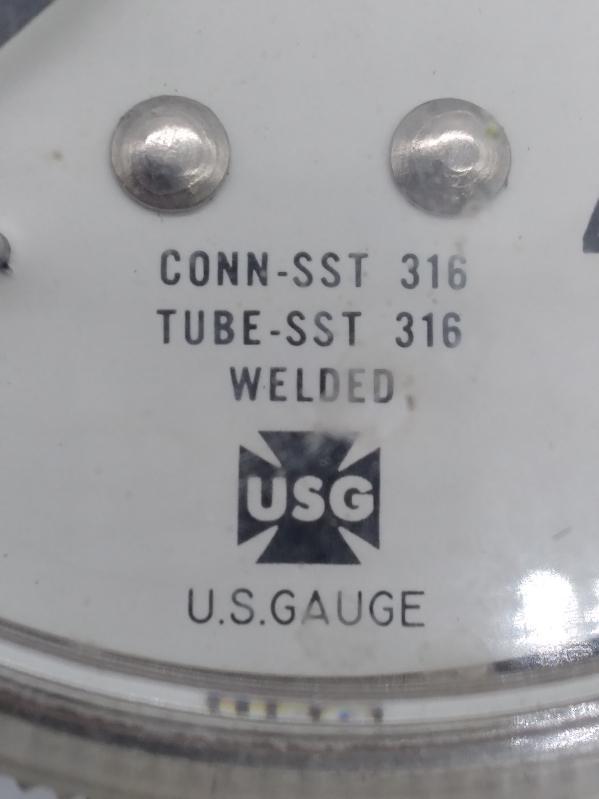 CONN-SST 316
TUBE-SST 316
WELDED
USG
U.S.GAUGE